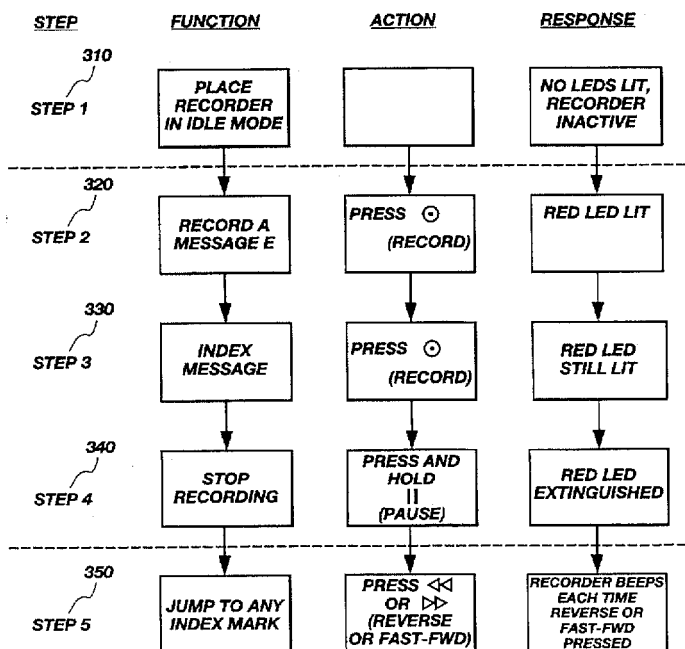 STEP FUNCTION ACTION RESPONSE
310
STEP 1
PLACE
RECORDER
IN IDLE MODE
NO LEDS LIT,
RECORDER
INACTIVE
320
STEP 2
RECORD A
MESSAGE E
PRESS
(RECORD)
RED LED LIT
330
STEP 3
INDEX
MESSAGE
PRESS
(RECORD)
RED LED
STILL LIT
340
STEP 4
STOP
RECORDING
PRESS AND
HOLD
(PAUSE)
RED LED
EXTINGUISHED
350
STEP 5
JUMP TO ANY
INDEX MARK
PRESS
OR
(REVERSE
OR FAST-FWD)
RECORDER BEEPS
EACH TIME
REVERSE OR
FAST-FWD
PRESSED